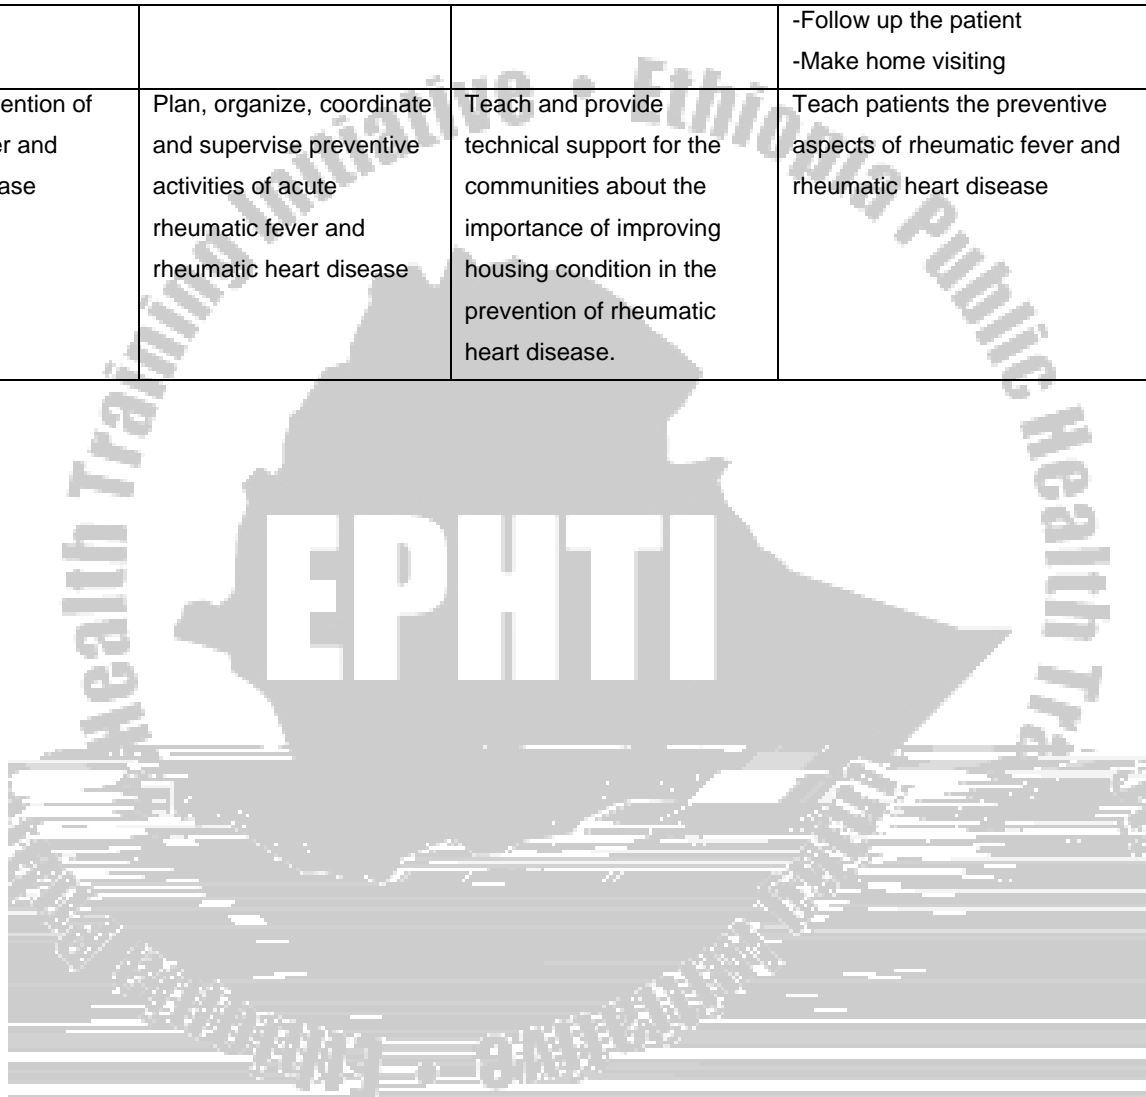 -Follow up the patient
-Make home visiting
ention of
er and
ase
Plan, organize, coordinate
and supervise preventive
activities of acute
rheumatic fever and
rheumatic heart disease
Teach and provide
technical support for the
communities about the
importance of improving
housing condition in the
prevention of rheumatic
heart disease.
Teach patients the preventive
aspects of rheumatic fever and
rheumatic heart disease
Health Training Initiative • Ethiopia Public Health Tra
EPHTI